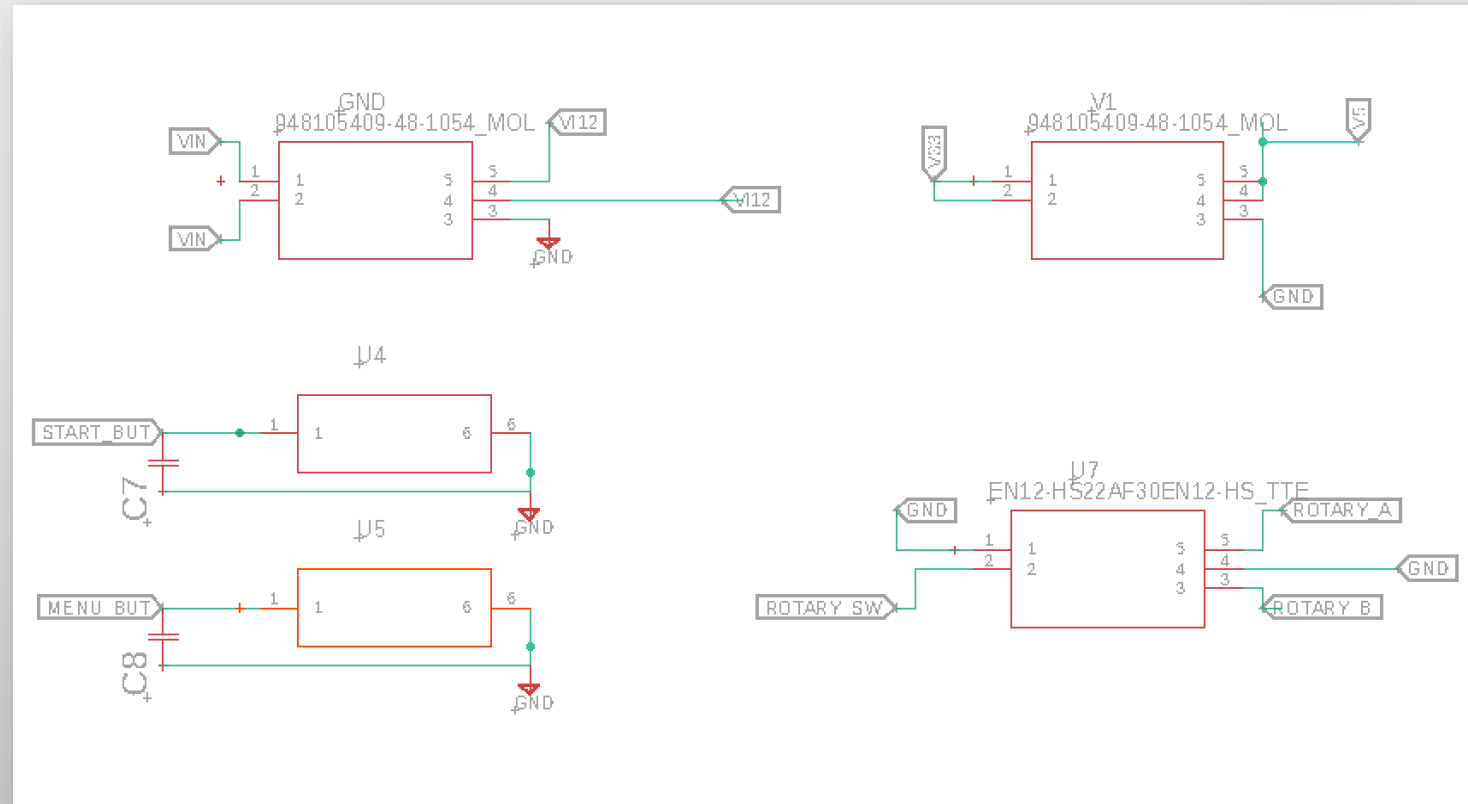 GND
948105409-48-1054_MOL
VI12
VIN
1
2
1
2
5
4
3
5
4
3
VI12
VIN
GND
V1
948105409-48-1054_MOL
V5
V33
1
2
1
2
5
4
3
5
4
3
GND
U4
START_BUT
1
1
6
6
C7
GND
U5
MENU_BUT
1
1
6
6
C8
GND
U7
EN12-HS22AF30EN12-HS_TTE
GND
ROTARY_A
1
2
1
2
5
4
3
5
4
3
GND
ROTARY_SW
ROTARY_B